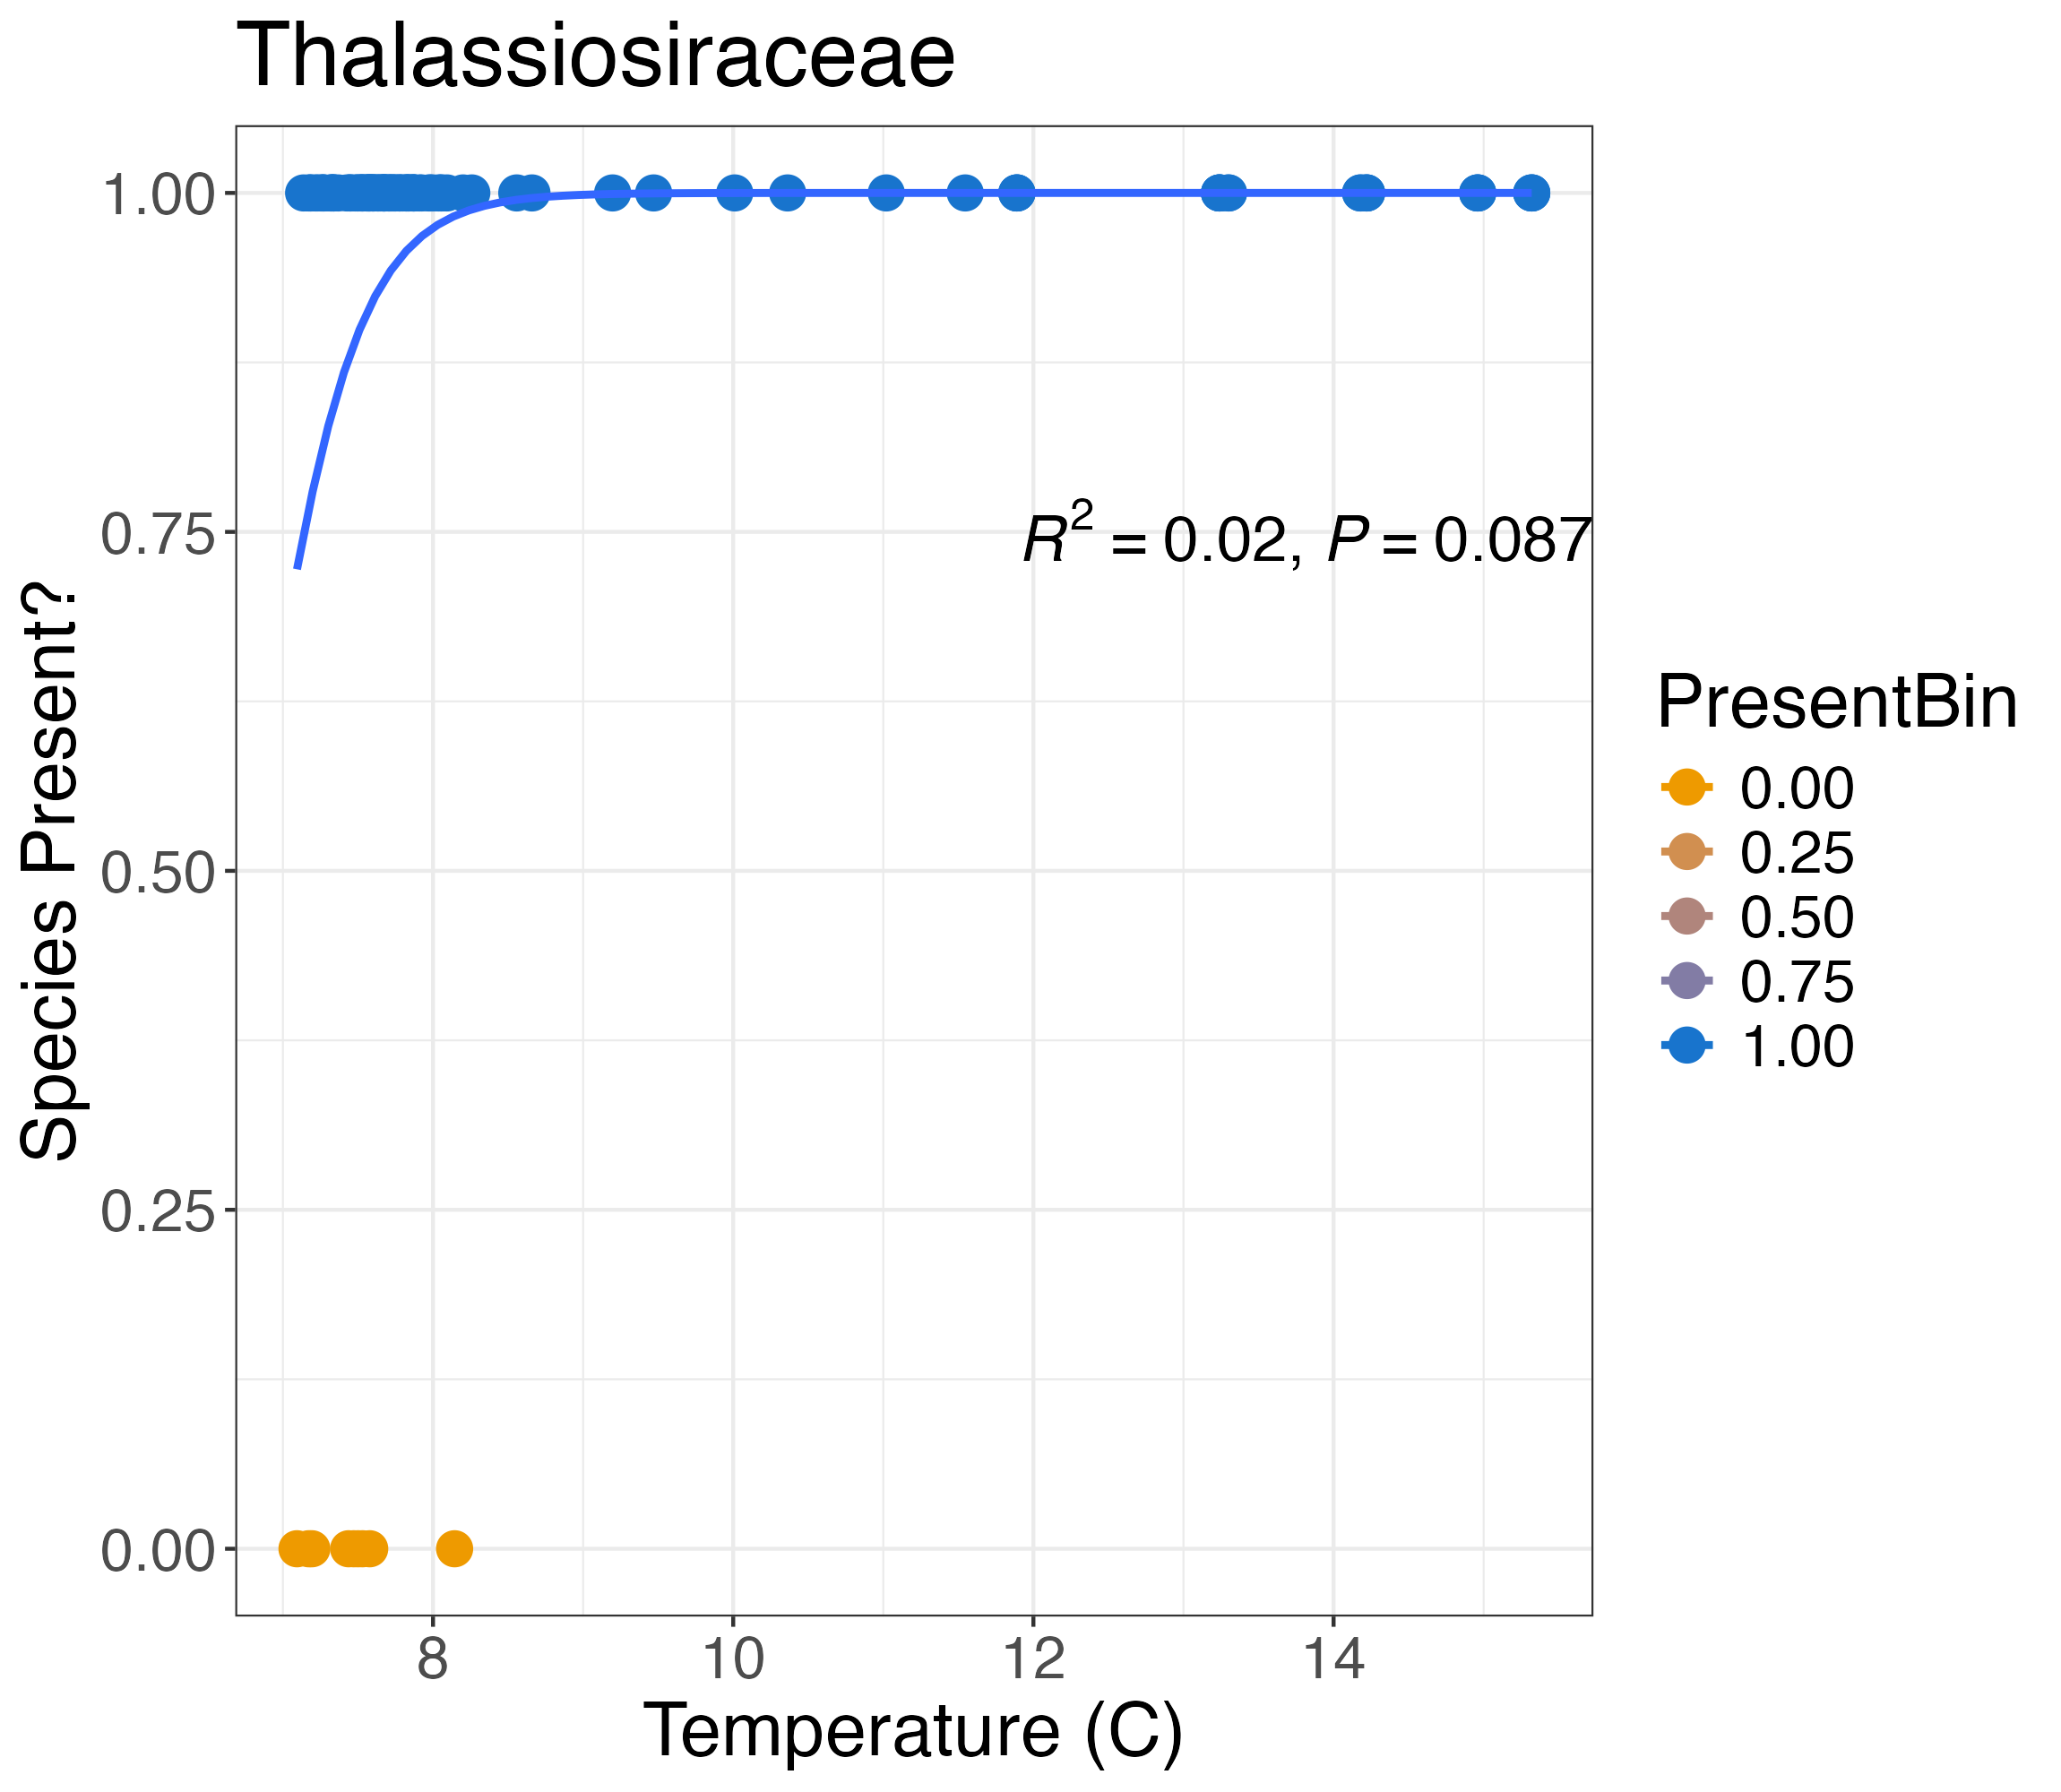 Thalassiosiraceae
1.00
0.75
0.50
0.25
0.00
Species Present?
R² = 0.02, P = 0.087
8 10 12 14
Temperature (C)
PresentBin
0.00
0.25
0.50
0.75
1.00